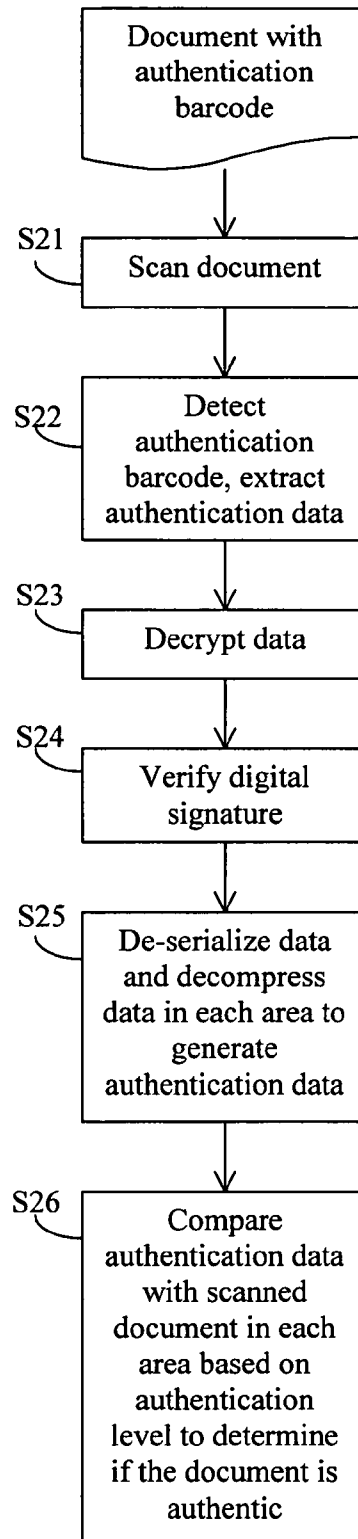 Document with
authentication
barcode
S21
Scan document
S22
Detect
authentication
barcode, extract
authentication data
S23
Decrypt data
S24
Verify digital
signature
S25
De-serialize data
and decompress
data in each area to
generate
authentication data
S26
Compare
authentication data
with scanned
document in each
area based on
authentication
level to determine
if the document is
authentic